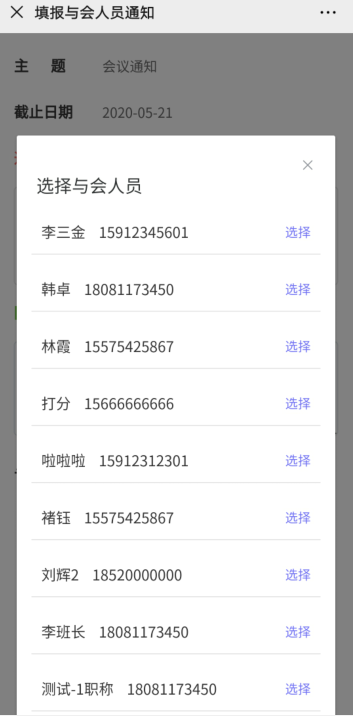 填报与会人员通知
主 题 会议通知
截止日期 2020-05-21
选择与会人员
李三金 15912345601 选择
韩卓 18081173450 选择
林霞 15575425867 选择
打分 15666666666 选择
啦啦啦 15912312301 选择
褚钰 15575425867 选择
刘辉2 18520000000 选择
李班长 18081173450 选择
测试-1职称 18081173450 选择